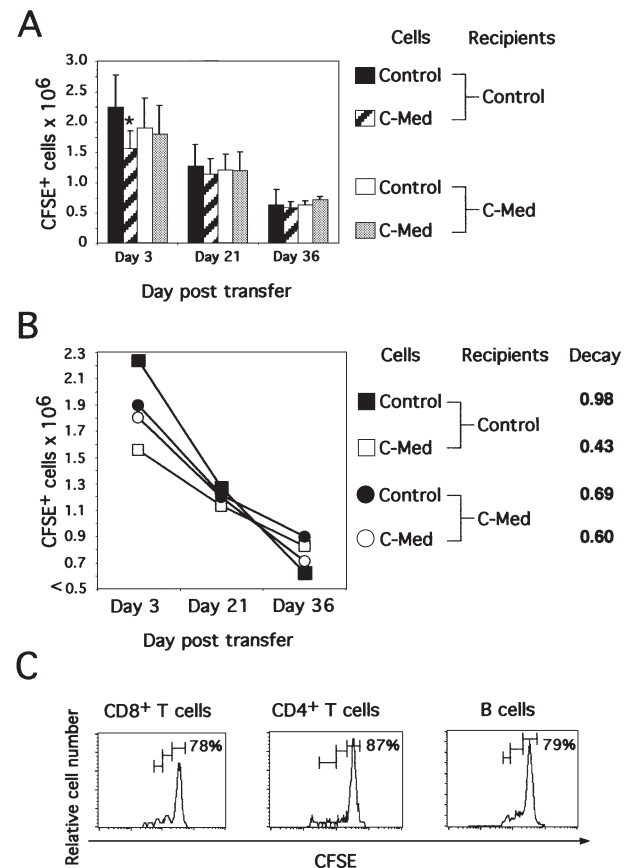 A
Cells Recipients
CFSE+ cells x 10^6
3.0
2.5
2.0
1.5
1.0
0.5
0
*
Day 3 Day 21 Day 36
Day post transfer
Control
C-Med
Control
Control
C-Med
C-Med
B
Cells Recipients Decay
CFSE+ cells x 10^6
2.3
2.1
1.9
1.7
1.5
1.3
1.1
0.9
0.7
<0.5
Day 3 Day 21 Day 36
Day post transfer
Control 0.98
Control
C-Med 0.43
Control 0.69
C-Med
C-Med 0.60
C
CD8+ T cells CD4+ T cells B cells
Relative cell number
78% 87% 79%
CFSE